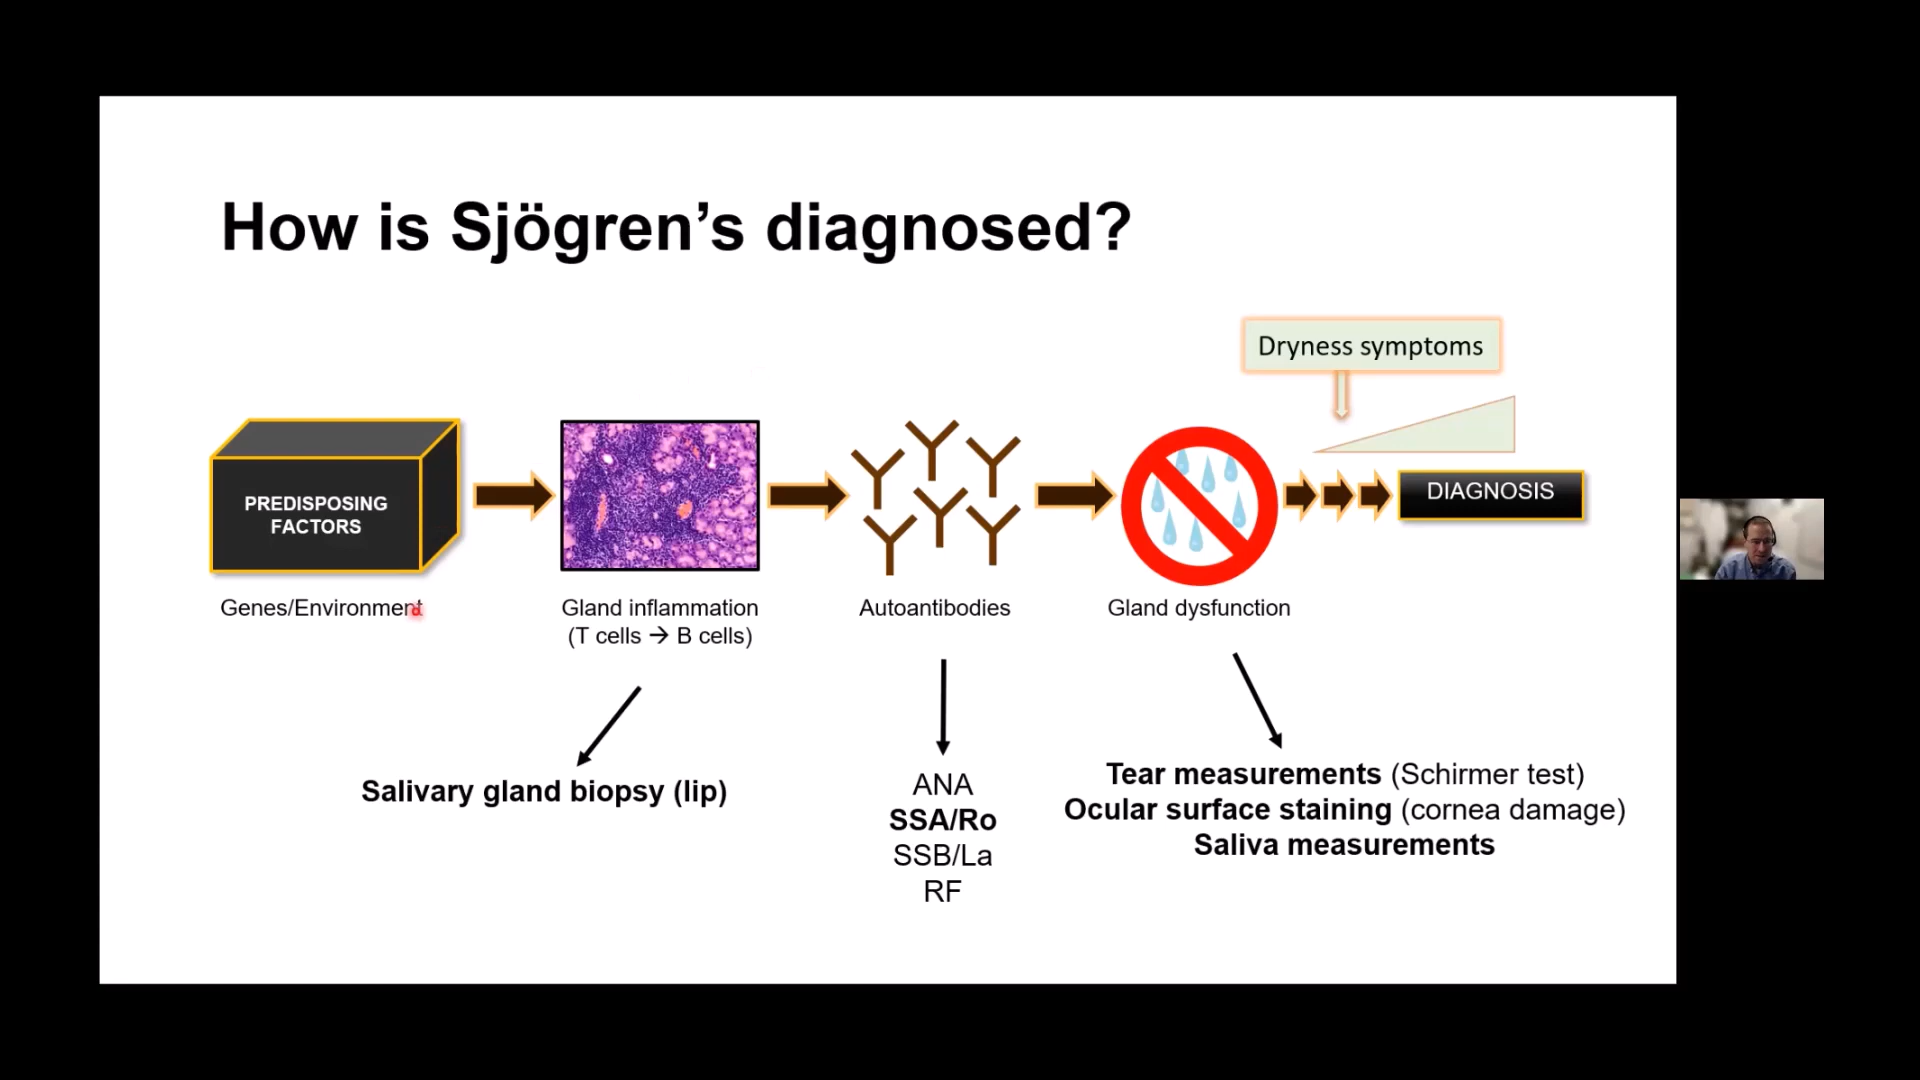 How is Sjögren’s diagnosed?
Dryness symptoms
PREDISPOSING
FACTORS
DIAGNOSIS
Genes/Environment
Gland inflammation
(T cells → B cells)
Autoantibodies
Gland dysfunction
Salivary gland biopsy (lip)
ANA
SSA/Ro
SSB/La
RF
Tear measurements (Schirmer test)
Ocular surface staining (cornea damage)
Saliva measurements